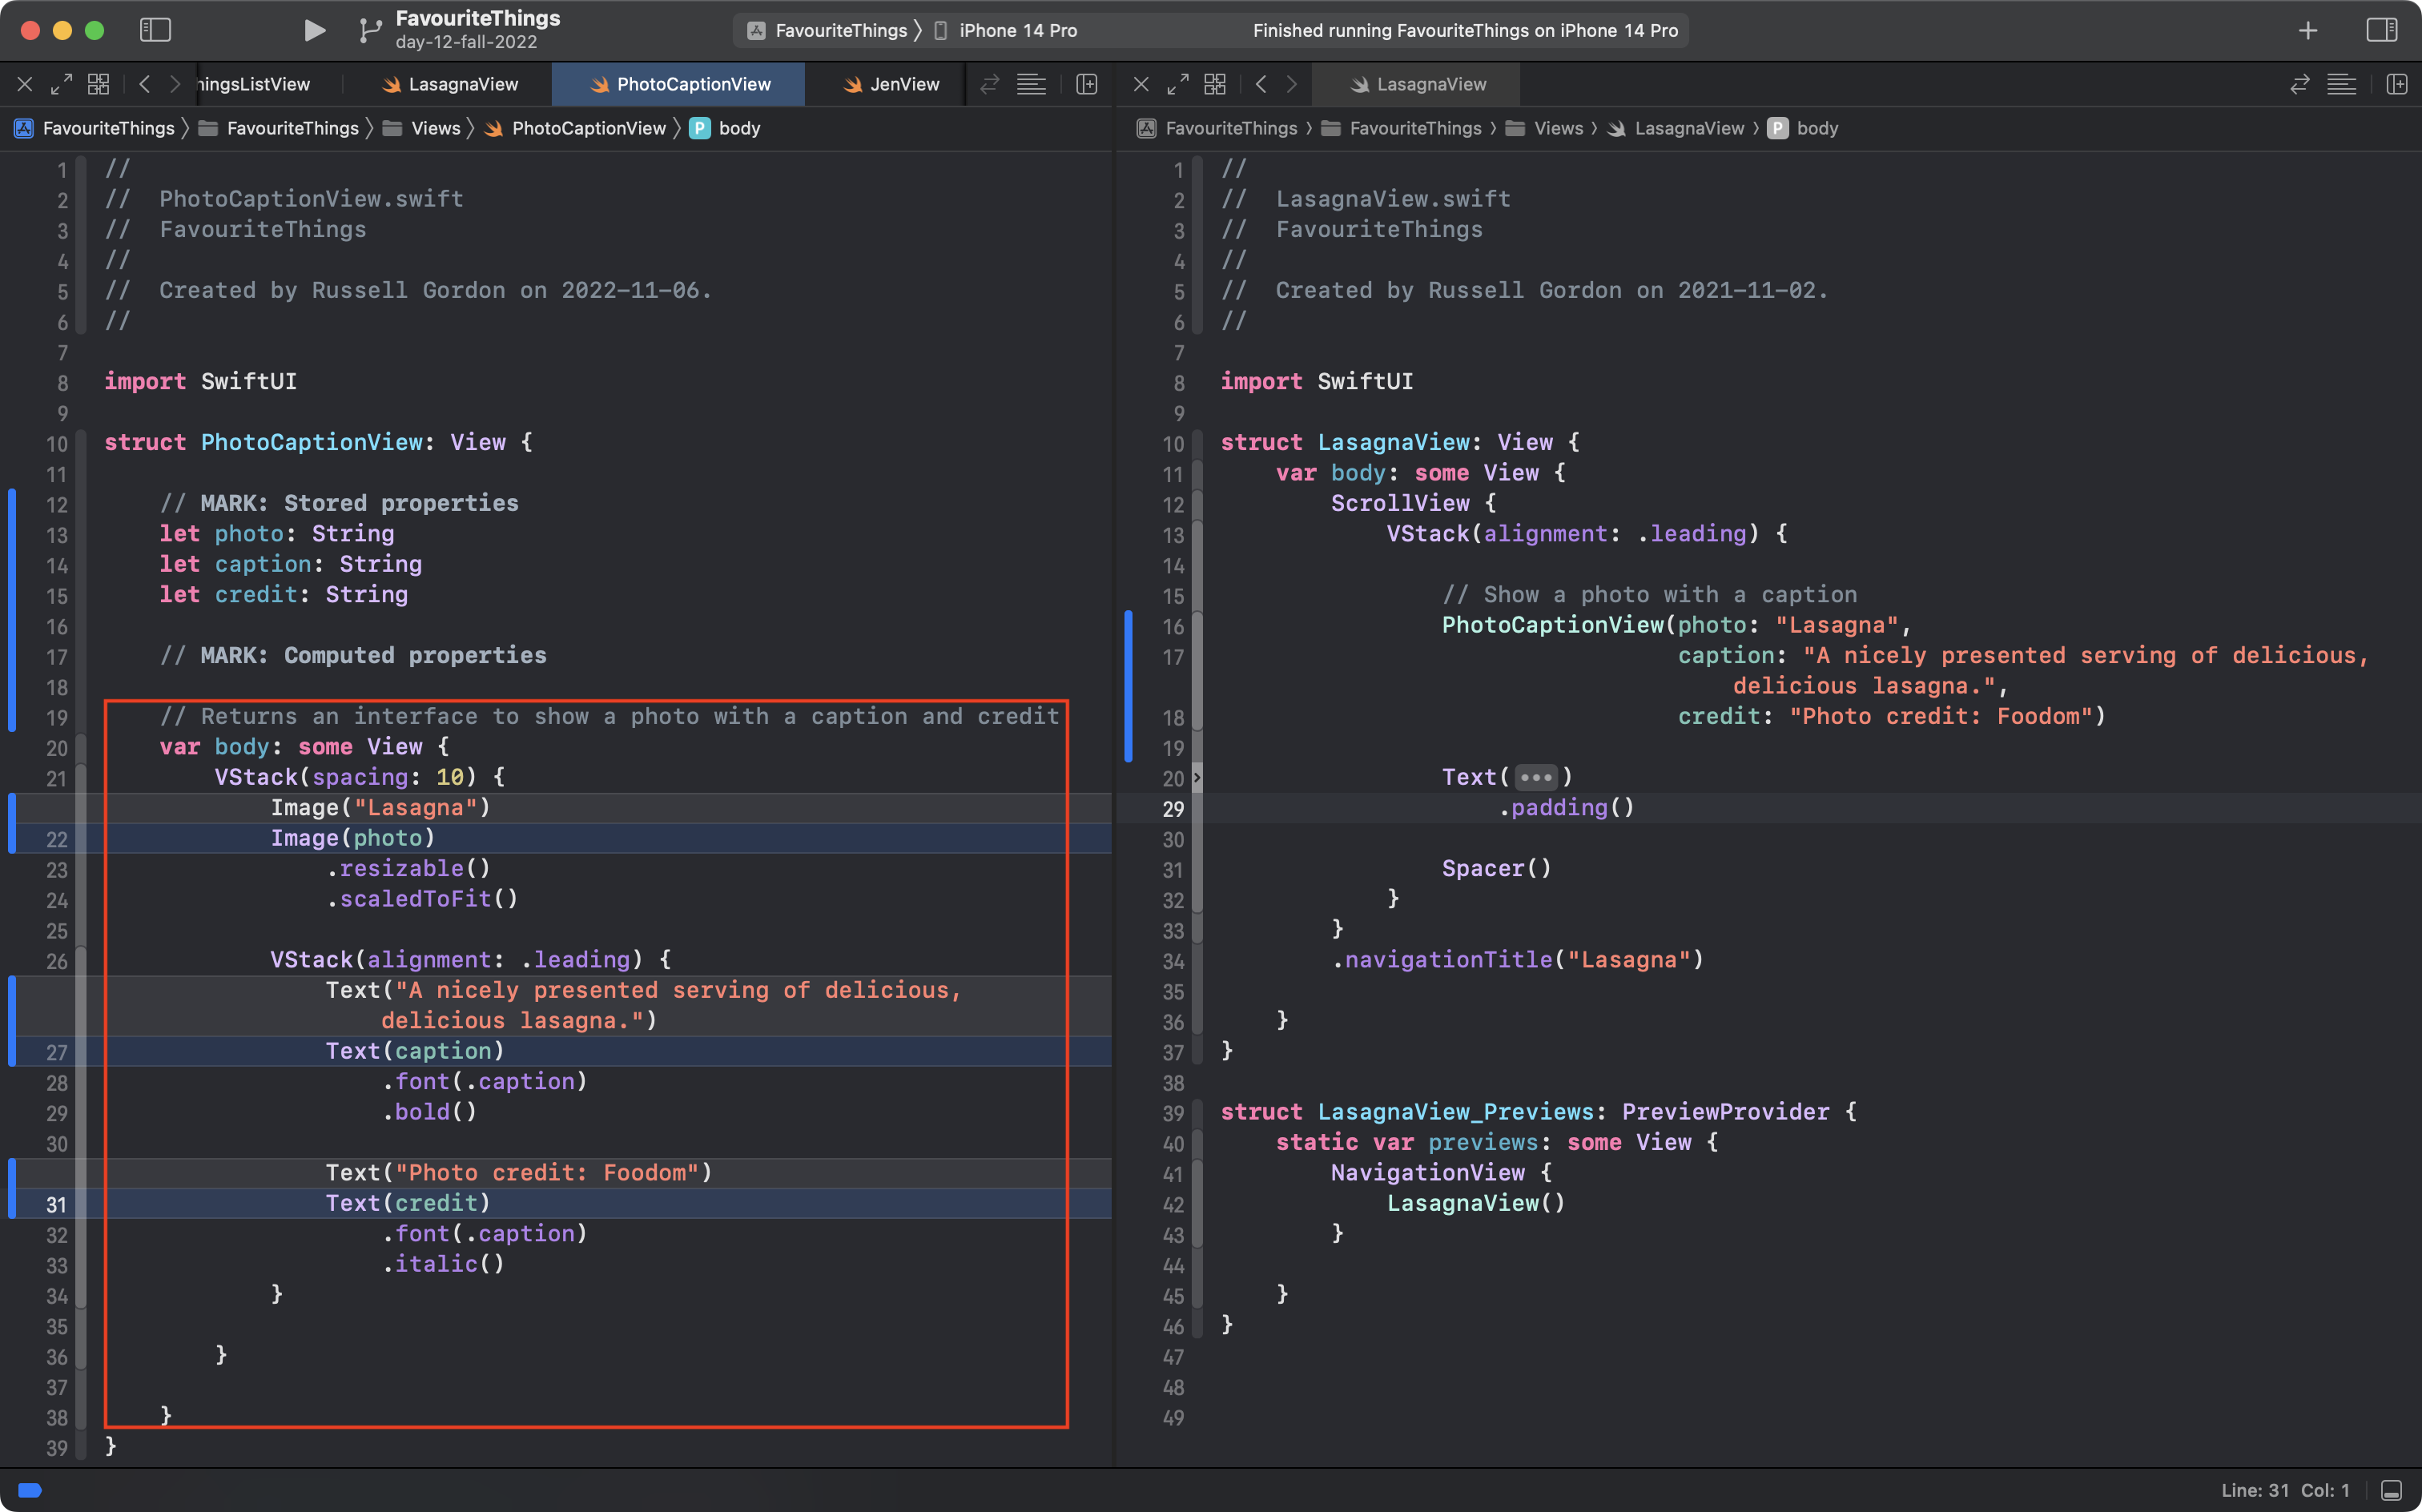 FavouriteThings
day-12-fall-2022
FavouriteThings
iPhone 14 Pro
Finished running FavouriteThings on iPhone 14 Pro
ingsListView
LasagnaView
PhotoCaptionView
JenView
FavouriteThings
FavouriteThings
Views
PhotoCaptionView
P body
1 //
2 //  PhotoCaptionView.swift
3 //  FavouriteThings
4 //
5 //  Created by Russell Gordon on 2022-11-06.
6 //
7
8 import SwiftUI
9
10 struct PhotoCaptionView: View {
11
12     // MARK: Stored properties
13     let photo: String
14     let caption: String
15     let credit: String
16
17     // MARK: Computed properties
18
19     // Returns an interface to show a photo with a caption and credit
20     var body: some View {
21         VStack(spacing: 10) {
            Image("Lasagna")
22             Image(photo)
23                 .resizable()
24                 .scaledToFit()
25
26             VStack(alignment: .leading) {
                Text("A nicely presented serving of delicious,
                    delicious lasagna.")
27                 Text(caption)
28                     .font(.caption)
29                     .bold()
30
                Text("Photo credit: Foodom")
31                 Text(credit)
32                     .font(.caption)
33                     .italic()
34             }
35
36         }
37
38     }
39 }
LasagnaView
FavouriteThings
FavouriteThings
Views
LasagnaView
P body
1 //
2 //  LasagnaView.swift
3 //  FavouriteThings
4 //
5 //  Created by Russell Gordon on 2021-11-02.
6 //
7
8 import SwiftUI
9
10 struct LasagnaView: View {
11     var body: some View {
12         ScrollView {
13             VStack(alignment: .leading) {
14
15                 // Show a photo with a caption
16                 PhotoCaptionView(photo: "Lasagna",
17                                  caption: "A nicely presented serving of delicious,
                                     delicious lasagna.",
18                                  credit: "Photo credit: Foodom")
19
20                 Text(•••)
29                     .padding()
30
31                 Spacer()
32             }
33         }
34         .navigationTitle("Lasagna")
35
36     }
37 }
38
39 struct LasagnaView_Previews: PreviewProvider {
40     static var previews: some View {
41         NavigationView {
42             LasagnaView()
43         }
44
45     }
46 }
47
48
49
Line: 31  Col: 1